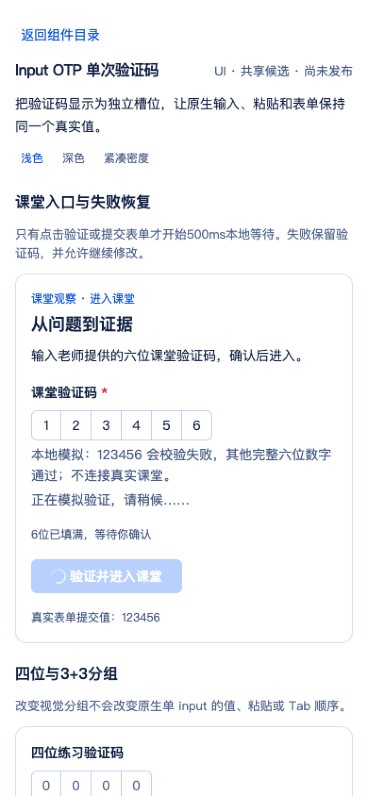 返回组件目录
Input OTP 单次验证码
UI · 共享候选 · 尚未发布
把验证码显示为独立槽位，让原生输入、粘贴和表单保持
同一个真实值。
浅色 深色 紧凑密度
课堂入口与失败恢复
只有点击验证或提交表单才开始500ms本地等待。失败保留验
证码，并允许继续修改。
课堂观察 · 进入课堂
从问题到证据
输入老师提供的六位课堂验证码，确认后进入。
课堂验证码 *
1 2 3 4 5 6
本地模拟：123456 会校验失败，其他完整六位数字
通过；不连接真实课堂。
正在模拟验证，请稍候……
6位已填满，等待你确认
验证并进入课堂
真实表单提交值：123456
四位与3+3分组
改变视觉分组不会改变原生单 input 的值、粘贴或 Tab 顺序。
四位练习验证码
0 0 0 0